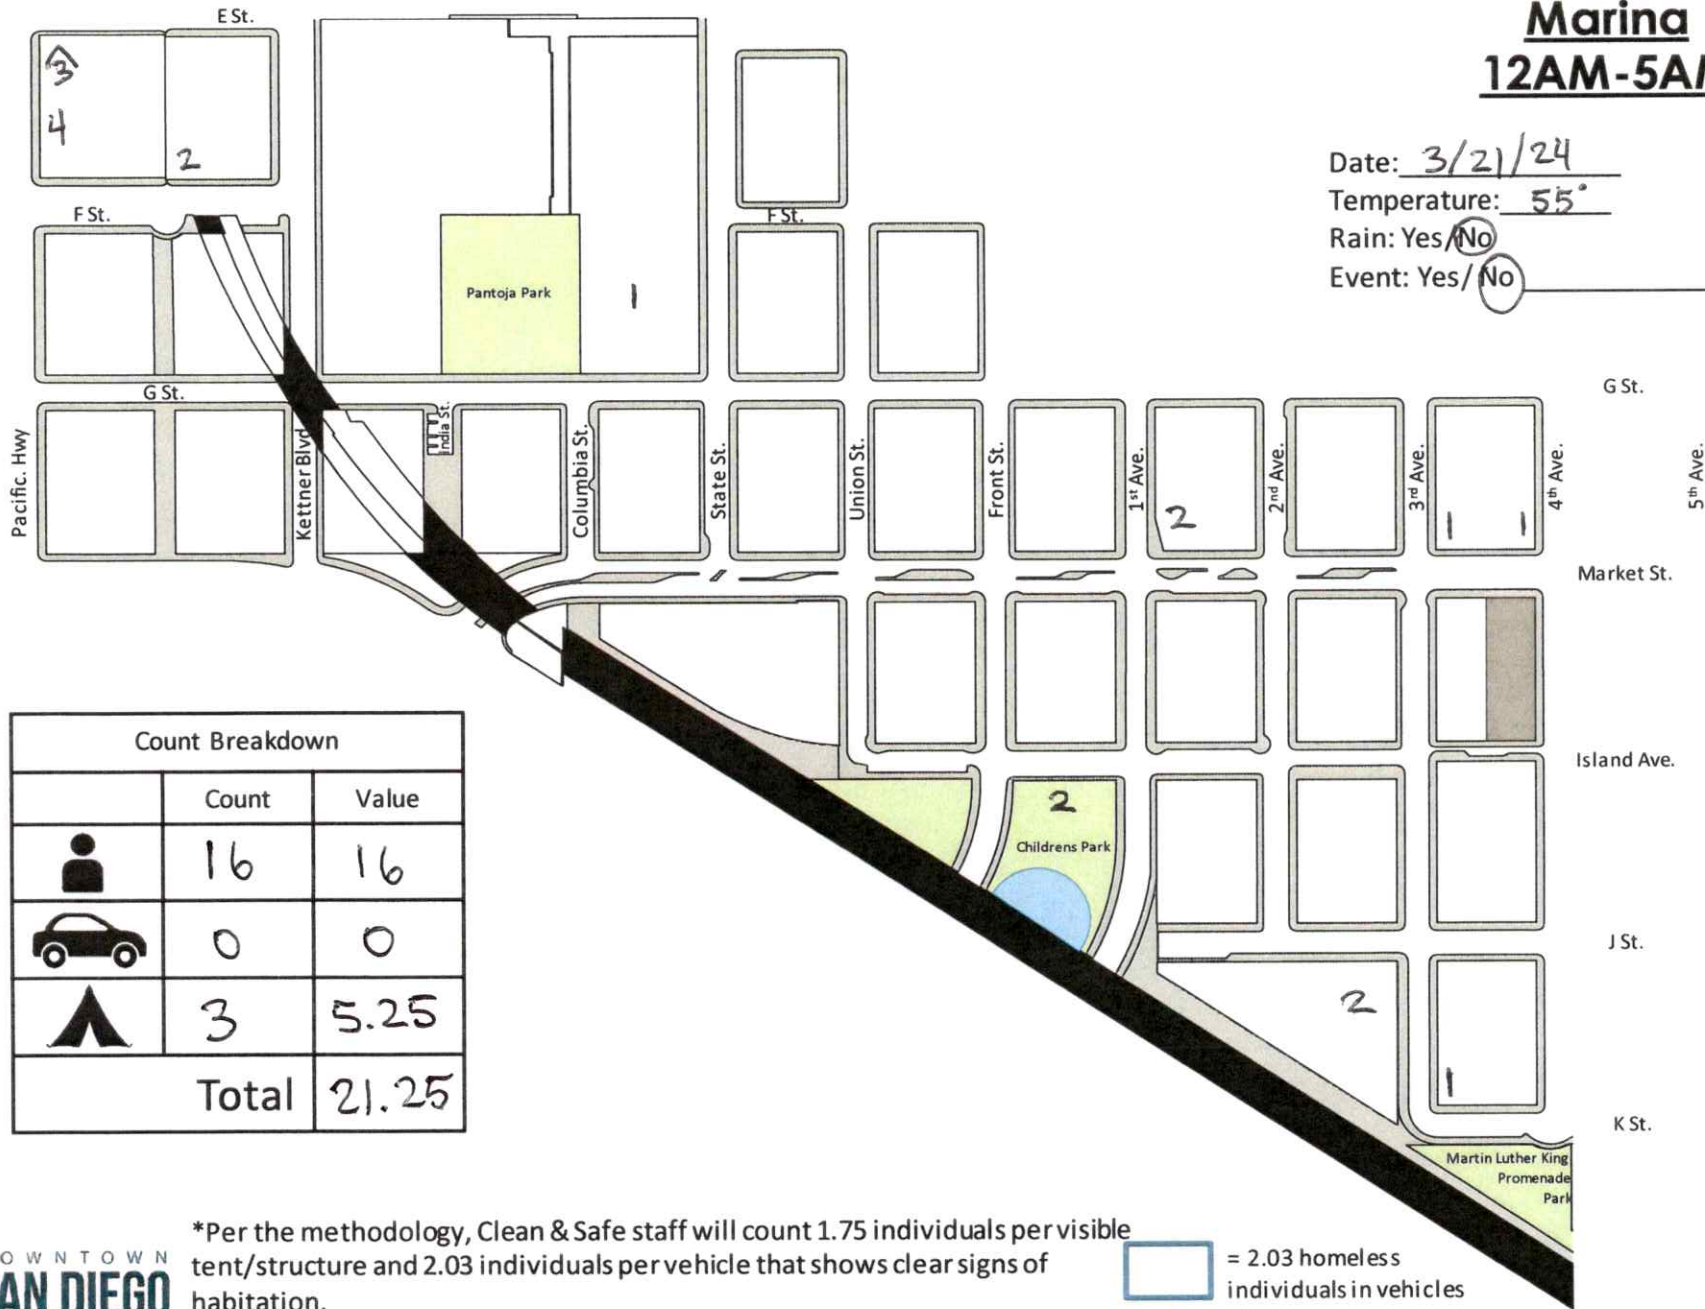 Marina
12AM-5AM
Date: 3/21/24
Temperature: 55°
Rain: Yes/No
Event: Yes/ No
E St.
3
4
2
F St.
F St.
Pantoja Park
1
G St.
G St.
Pacific. Hwy
Kettner Blvd
India St.
Columbia St.
State St.
Union St.
Front St.
1st Ave.
2nd Ave.
3rd Ave.
4th Ave.
5th Ave.
2
1
1
Market St.
Island Ave.
2
Childrens Park
J St.
2
1
K St.
Martin Luther King
Promenade
Park
Count Breakdown
Count Value
16 16
0 0
3 5.25
Total 21.25
*Per the methodology, Clean & Safe staff will count 1.75 individuals per visible
tent/structure and 2.03 individuals per vehicle that shows clear signs of
habitation.
OWNTOWN
AN DIEGO
= 2.03 homeless
individuals in vehicles